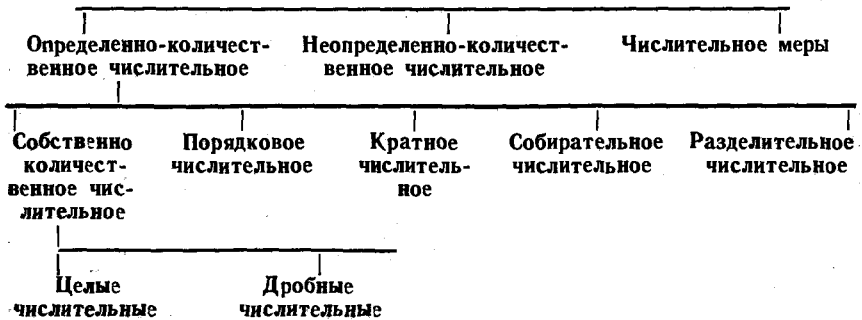 Определенно-количест-
венное числительное
Неопределенно-количест-
венное числительное
Числительное меры
Собственно
количест-
венное чис-
лительное
Порядковое
числительное
Кратное
числитель-
ное
Собирательное
числительное
Разделительное
числительное
Целые
числительные
Дробные
числительные